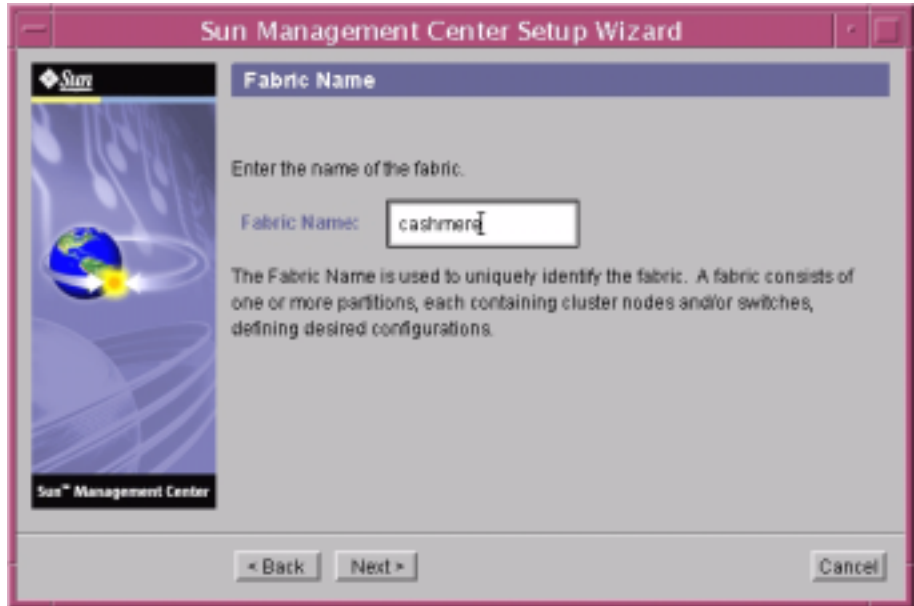 Sun Management Center Setup Wizard
Sun
Fabric Name
Enter the name of the fabric.
Fabric Name: cashmere
The Fabric Name is used to uniquely identify the fabric. A fabric consists of
one or more partitions, each containing cluster nodes and/or switches,
defining desired configurations.
Sun™ Management Center
< Back Next > Cancel